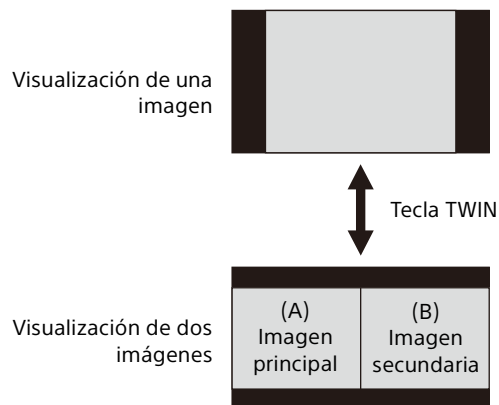 Visualización de una
imagen
Tecla TWIN
Visualización de dos
imágenes
(A)
Imagen
principal
(B)
Imagen
secundaria